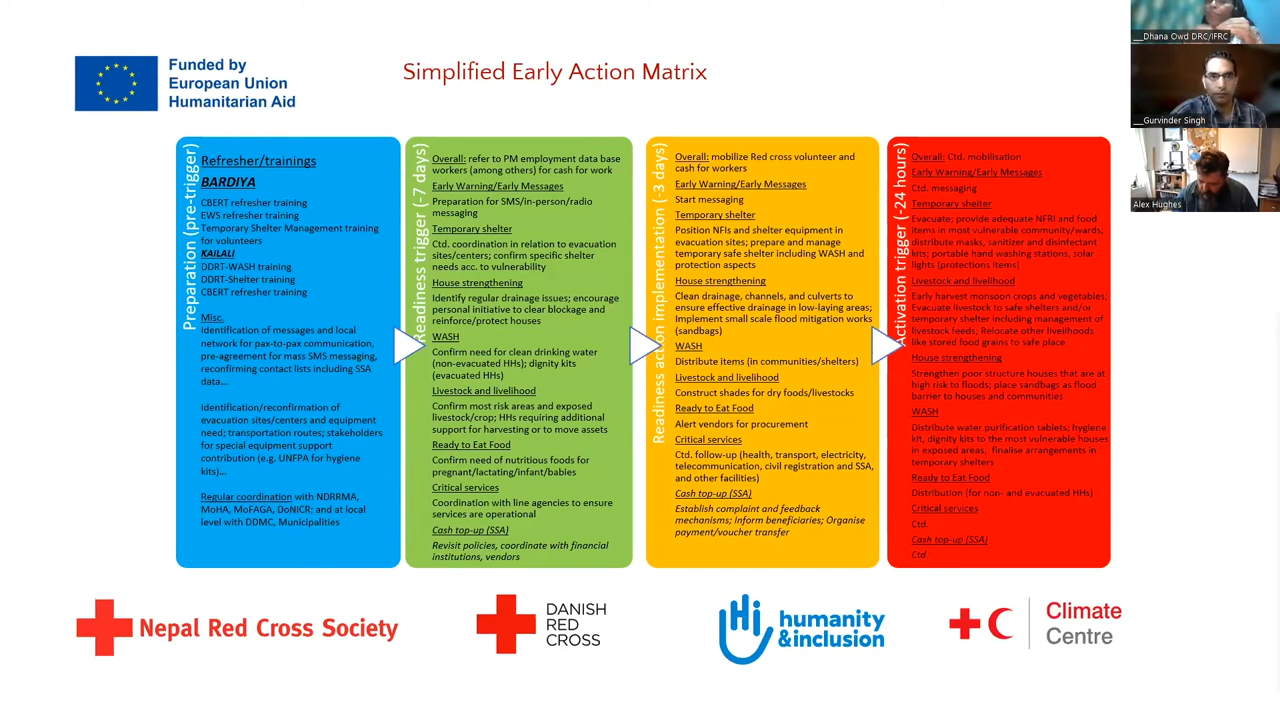 Funded by
European Union
Humanitarian Aid
Simplified Early Action Matrix
__Dhana Owd DRC/IFRC
__Gurvinder Singh
Alex Hughes
Preparation (pre-trigger)
Refresher/trainings
BARDIYA
CBERT refresher training
EWS refresher training
Temporary Shelter Management training
for volunteers
KAILALI
DDRT-WASH training
DDRT-Shelter training
CBERT refresher training
Misc.
Identification of messages and local
network for pax-to-pax communication,
pre-agreement for mass SMS messaging,
reconfirming contact lists including SSA
data...
Identification/reconfirmation of
evacuation sites/centers and equipment
need; transportation routes; stakeholders
for special equipment support
contribution (e.g. UNFPA for hygiene
kits)...
Regular coordination with NDRRMA,
MoHA, MoFAGA, DoNICR; and at local
level with DDMC, Municipalities
Readiness trigger (-7 days)
Overall: refer to PM employment data base
workers (among others) for cash for work
Early Warning/Early Messages
Preparation for SMS/in-person/radio
messaging
Temporary shelter
Ctd. coordination in relation to evacuation
sites/centers; confirm specific shelter
needs acc. to vulnerability
House strengthening
Identify regular drainage issues; encourage
personal initiative to clear blockage and
reinforce/protect houses
WASH
Confirm need for clean drinking water
(non-evacuated HHs); dignity kits
(evacuated HHs)
Livestock and livelihood
Confirm most risk areas and exposed
livestock/crop; HHs requiring additional
support for harvesting or to move assets
Ready to Eat Food
Confirm need of nutritious foods for
pregnant/lactating/infant/babies
Critical services
Coordination with line agencies to ensure
services are operational
Cash top-up (SSA)
Revisit policies, coordinate with financial
institutions, vendors
Readiness action implementation (-3 days)
Overall: mobilize Red cross volunteer and
cash for workers
Early Warning/Early Messages
Start messaging
Temporary shelter
Position NFIs and shelter equipment in
evacuation sites; prepare and manage
temporary safe shelter including WASH and
protection aspects
House strengthening
Clean drainage, channels, and culverts to
ensure effective drainage in low-laying areas;
Implement small scale flood mitigation works
(sandbags)
WASH
Distribute items (in communities/shelters)
Livestock and livelihood
Construct shades for dry foods/livestocks
Ready to Eat Food
Alert vendors for procurement
Critical services
Ctd. follow-up (health, transport, electricity,
telecommunication, civil registration and SSA,
and other facilities)
Cash top-up (SSA)
Establish complaint and feedback
mechanisms; Inform beneficiaries; Organise
payment/voucher transfer
Activation trigger (-24 hours)
Overall: Ctd. mobilisation
Early Warning/Early Messages
Ctd. messaging
Temporary shelter
Evacuate; provide adequate NFRI and food
items in most vulnerable community/wards,
distribute masks, sanitizer and disinfectant
kits; portable hand washing stations, solar
lights (protections items)
Livestock and livelihood
Early harvest monsoon crops and vegetables;
Evacuate livestock to safe shelters and/or
temporary shelter including management of
livestock feeds; Relocate other livelihoods
like stored food grains to safe place
House strengthening
Strengthen poor structure houses that are at
high risk to floods; place sandbags as flood
barrier to houses and communities
WASH
Distribute water purification tablets; hygiene
kit, dignity kits to the most vulnerable houses
in exposed areas; finalise arrangements in
temporary shelters
Ready to Eat Food
Distribution (for non- and evacuated HHs)
Critical services
Ctd.
Cash top-up (SSA)
Ctd.
Nepal Red Cross Society
DANISH
RED
CROSS
Hi
humanity
&inclusion
Climate
Centre